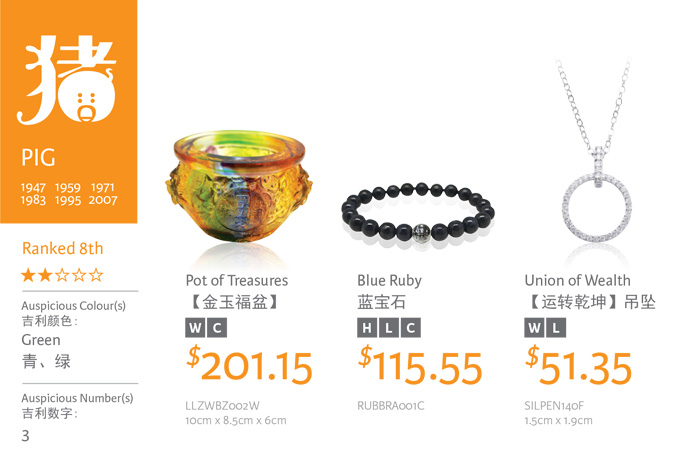 猪
PIG
1947 1959 1971
1983 1995 2007
Ranked 8th
Auspicious Colour(s)
吉利颜色：
Green
青、绿
Auspicious Number(s)
吉利数字：
3
Pot of Treasures
【金玉福盆】
W C
$201.15
LLZWBZ002W
10cm x 8.5cm x 6cm
Blue Ruby
蓝宝石
H L C
$115.55
RUBBRA001C
Union of Wealth
【运转乾坤】吊坠
W L
$51.35
SILPEN140F
1.5cm x 1.9cm